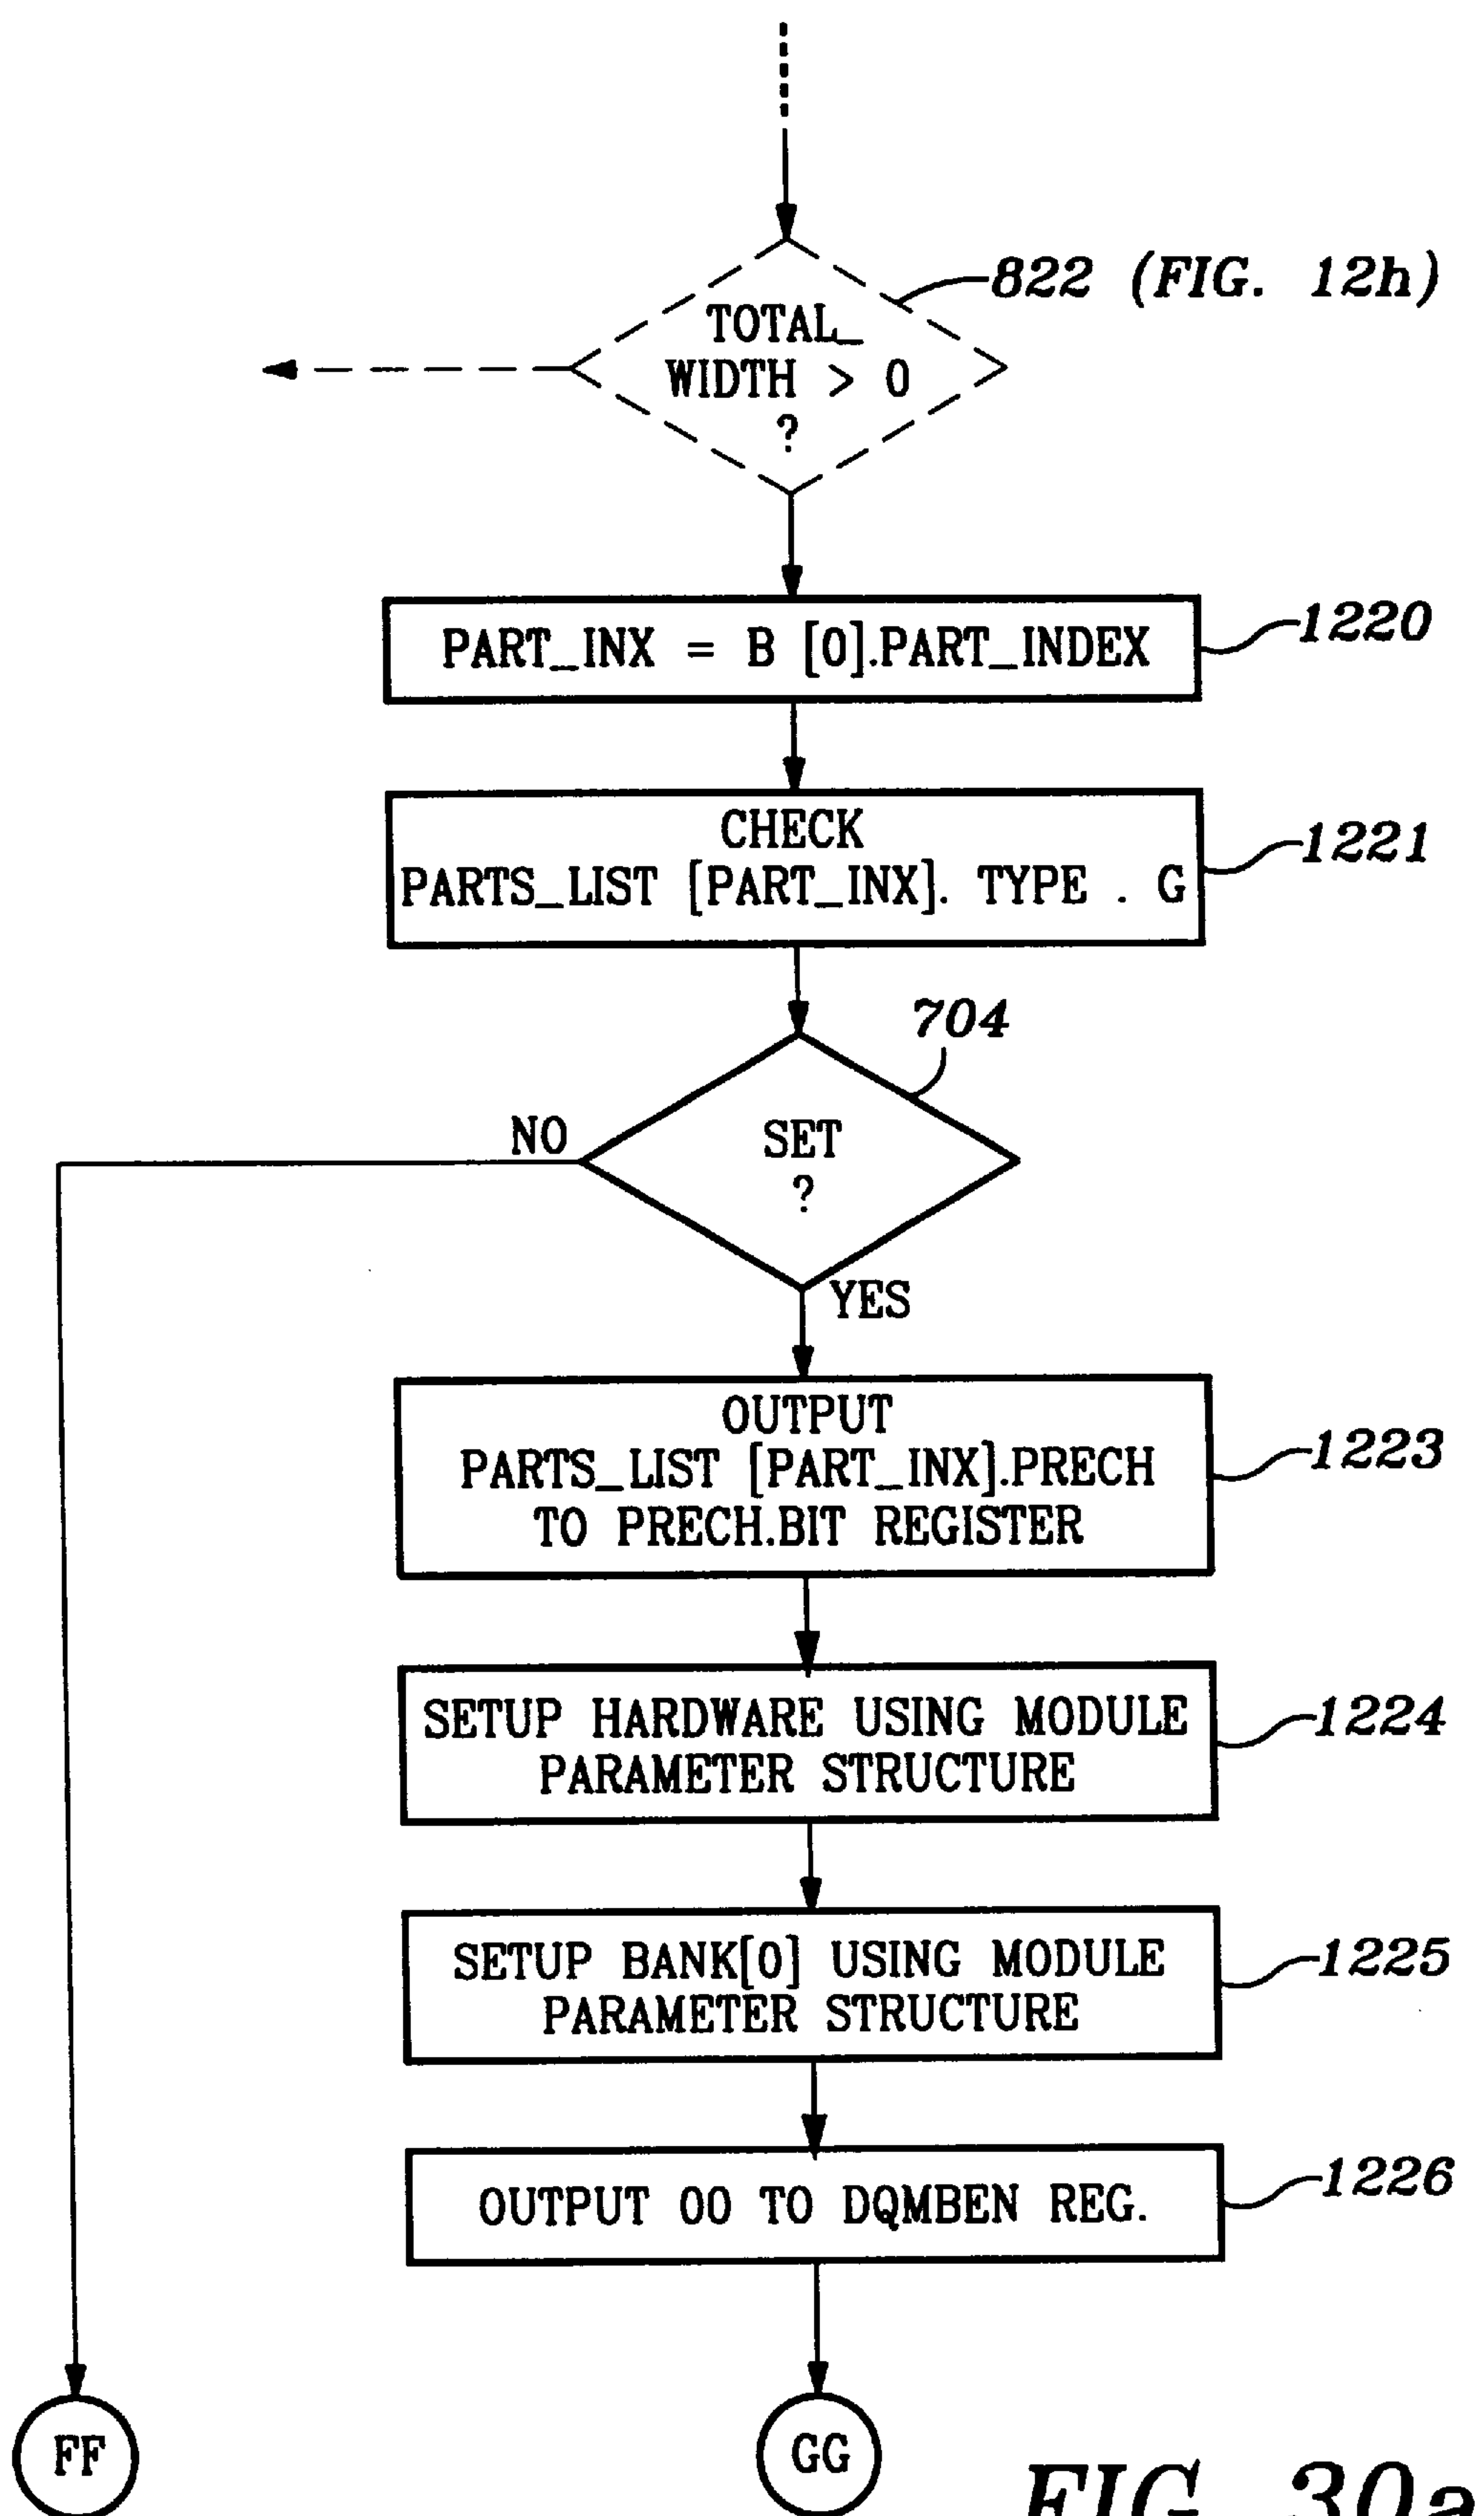 822 (FIG. 12h)
TOTAL_
WIDTH > 0
?
PART_INX = B [0].PART_INDEX
1220
CHECK
PARTS_LIST [PART_INX]. TYPE . G
1221
704
NO
SET
?
YES
OUTPUT
PARTS_LIST [PART_INX].PRECH
TO PRECH.BIT REGISTER
1223
SETUP HARDWARE USING MODULE
PARAMETER STRUCTURE
1224
SETUP BANK[0] USING MODULE
PARAMETER STRUCTURE
1225
OUTPUT 00 TO DQMBEN REG.
1226
FF
GG
FIG. 30a